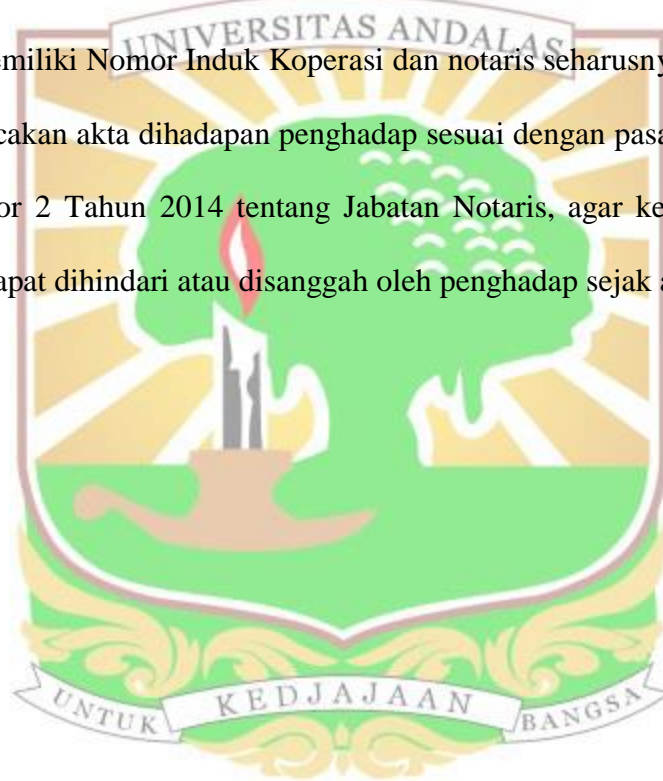 UNIVERSITAS ANDALAS
emiliki Nomor Induk Koperasi dan notaris seharusny
cakan akta dihadapan penghadap sesuai dengan pasa
or 2 Tahun 2014 tentang Jabatan Notaris, agar ke
apat dihindari atau disanggah oleh penghadap sejak a
UNTUK KEDJAJAAN BANGSA